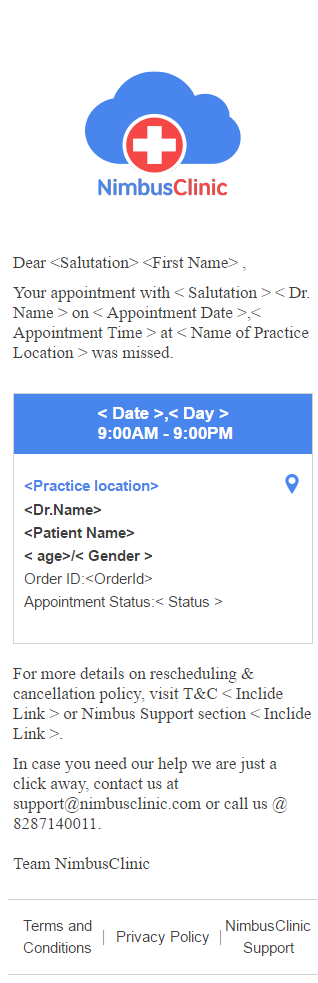 NimbusClinic
Dear <Salutation> <First Name> ,
Your appointment with < Salutation > < Dr.
Name > on < Appointment Date >,<
Appointment Time > at < Name of Practice
Location > was missed.
< Date >,< Day >
9:00AM - 9:00PM
<Practice location>
<Dr.Name>
<Patient Name>
< age>/< Gender >
Order ID:<OrderId>
Appointment Status:< Status >
For more details on rescheduling &
cancellation policy, visit T&C < Inclide
Link > or Nimbus Support section < Inclide
Link >.
In case you need our help we are just a
click away, contact us at
support@nimbusclinic.com or call us @
8287140011.
Team NimbusClinic
Terms and
Conditions
| Privacy Policy |
NimbusClinic
Support